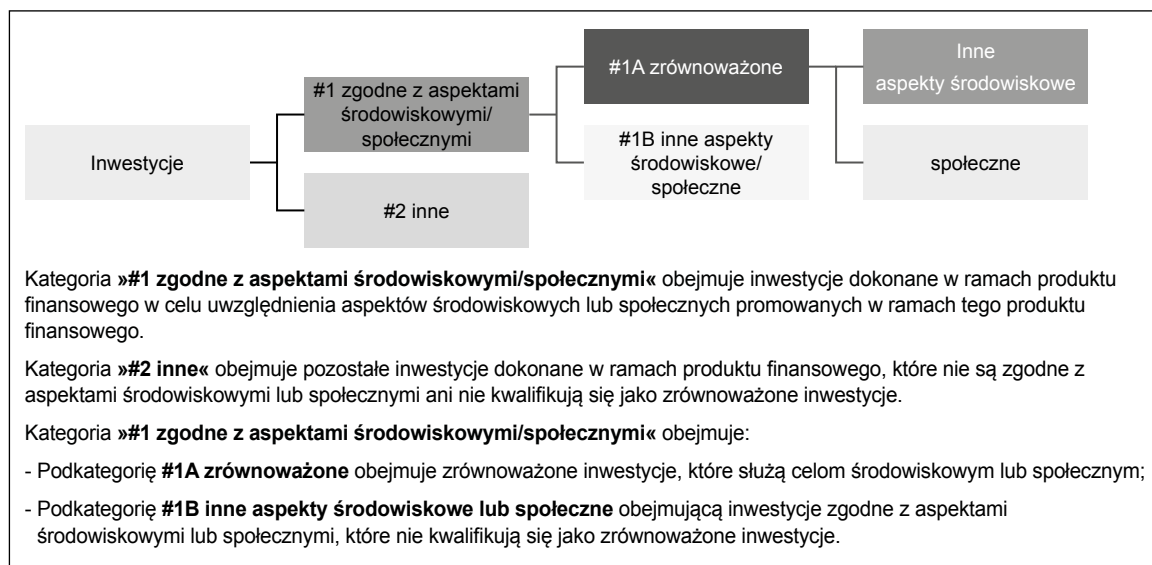 Inwestycje
#1 zgodne z aspektami
środowiskowymi/
społecznymi
#2 inne
#1A zrównoważone
#1B inne aspekty
środowiskowe/
społeczne
Inne
aspekty środowiskowe
społeczne
Kategoria »#1 zgodne z aspektami środowiskowymi/społecznymi« obejmuje inwestycje dokonane w ramach produktu
finansowego w celu uwzględnienia aspektów środowiskowych lub społecznych promowanych w ramach tego produktu
finansowego.
Kategoria »#2 inne« obejmuje pozostałe inwestycje dokonane w ramach produktu finansowego, które nie są zgodne z
aspektami środowiskowymi lub społecznymi ani nie kwalifikują się jako zrównoważone inwestycje.
Kategoria »#1 zgodne z aspektami środowiskowymi/społecznymi« obejmuje:
- Podkategorię #1A zrównoważone obejmuje zrównoważone inwestycje, które służą celom środowiskowym lub społecznym;
- Podkategorię #1B inne aspekty środowiskowe lub społeczne obejmującą inwestycje zgodne z aspektami
środowiskowymi lub społecznymi, które nie kwalifikują się jako zrównoważone inwestycje.